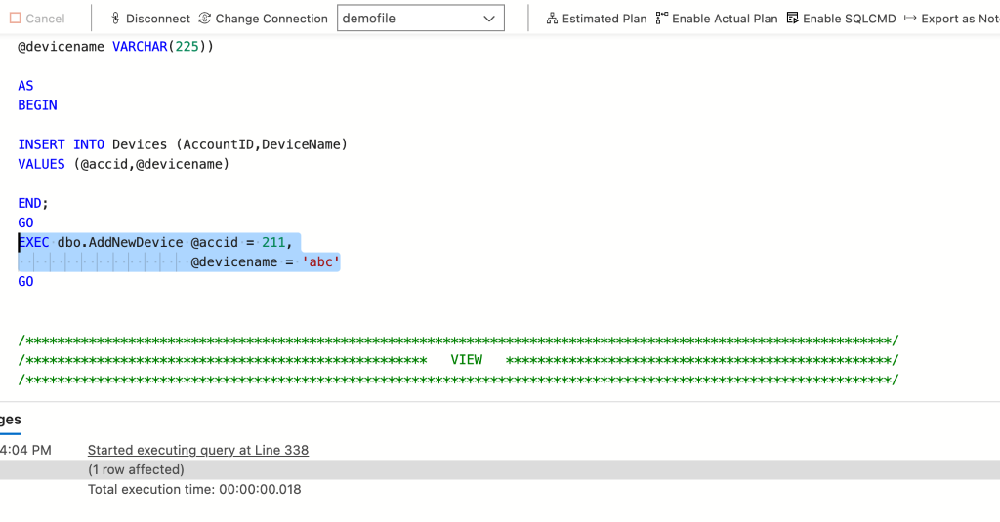 Cancel Disconnect Change Connection demofile Estimated Plan Enable Actual Plan Enable SQLCMD Export as Not
@devicename VARCHAR(225))
AS
BEGIN
INSERT INTO Devices (AccountID,DeviceName)
VALUES (@accid,@devicename)
END;
GO
EXEC dbo.AddNewDevice @accid = 211,
@devicename = 'abc'
GO
/**************************************************************************************************************/
/*************************************************** VIEW *************************************************/
/**************************************************************************************************************/
ges
4:04 PM Started executing query at Line 338
(1 row affected)
Total execution time: 00:00:00.018